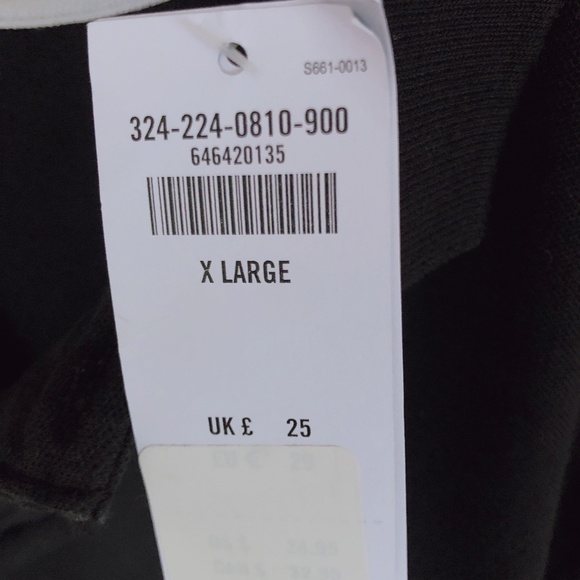 S661-0013
324-224-0810-900
646420135
X LARGE
UK £ 25